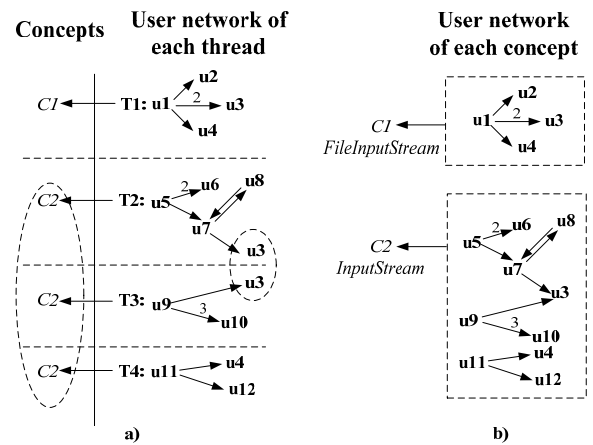 Concepts
User network of
each thread
C1
T1: u1
2
u2
u3
u4
C2
T2: u5
2
u6
u7
u8
u3
C2
T3: u9
3
u3
u10
C2
T4: u11
u4
u12
a)
User network
of each concept
C1
FileInputStream
u1
2
u2
u3
u4
C2
InputStream
u5
2
u6
u7
u8
u3
u9
3
u10
u11
u4
u12
b)